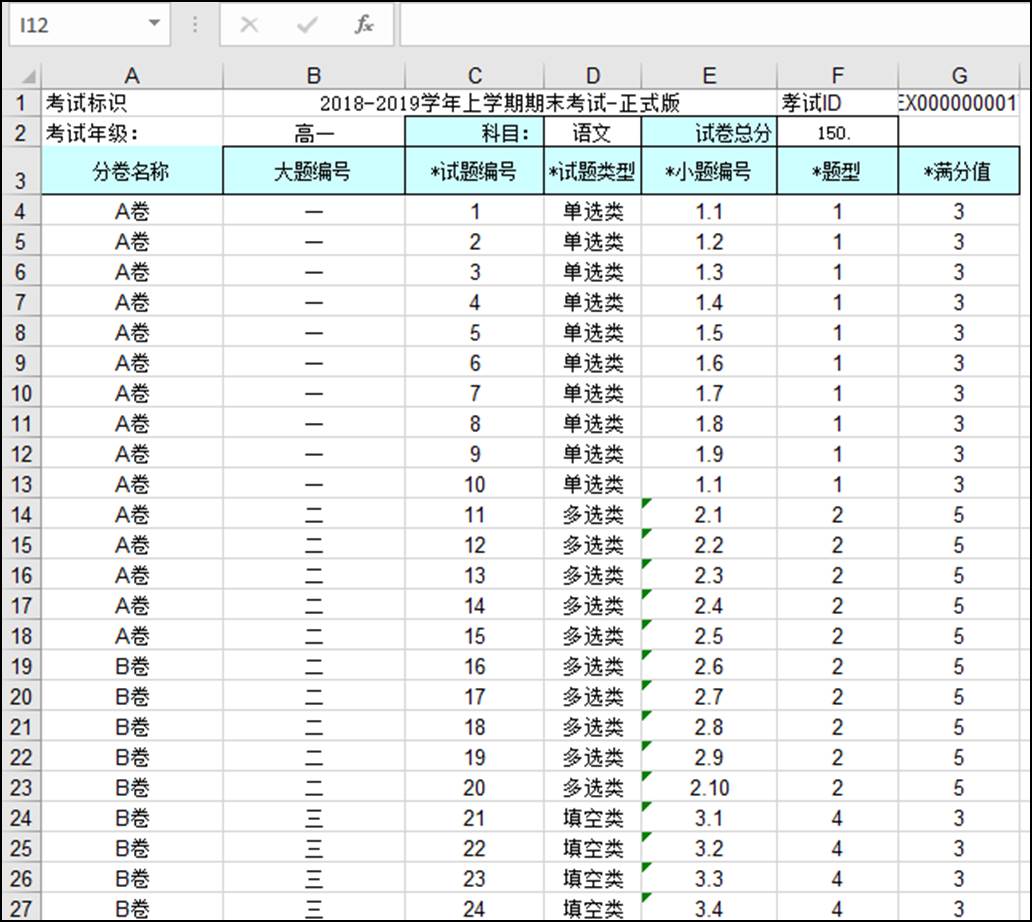 I12 fx
A B C D E F G
1 考试标识 2018-2019学年上学期期末考试-正式版 孝试ID EX000000001
2 考试年级： 高一 科目： 语文 试卷总分 150.
3 分卷名称 大题编号 *试题编号 *试题类型 *小题编号 *题型 *满分值
4 A卷 一 1 单选类 1.1 1 3
5 A卷 一 2 单选类 1.2 1 3
6 A卷 一 3 单选类 1.3 1 3
7 A卷 一 4 单选类 1.4 1 3
8 A卷 一 5 单选类 1.5 1 3
9 A卷 一 6 单选类 1.6 1 3
10 A卷 一 7 单选类 1.7 1 3
11 A卷 一 8 单选类 1.8 1 3
12 A卷 一 9 单选类 1.9 1 3
13 A卷 一 10 单选类 1.1 1 3
14 A卷 二 11 多选类 2.1 2 5
15 A卷 二 12 多选类 2.2 2 5
16 A卷 二 13 多选类 2.3 2 5
17 A卷 二 14 多选类 2.4 2 5
18 A卷 二 15 多选类 2.5 2 5
19 B卷 二 16 多选类 2.6 2 5
20 B卷 二 17 多选类 2.7 2 5
21 B卷 二 18 多选类 2.8 2 5
22 B卷 二 19 多选类 2.9 2 5
23 B卷 二 20 多选类 2.10 2 5
24 B卷 三 21 填空类 3.1 4 3
25 B卷 三 22 填空类 3.2 4 3
26 B卷 三 23 填空类 3.3 4 3
27 B卷 三 24 填空类 3.4 4 3